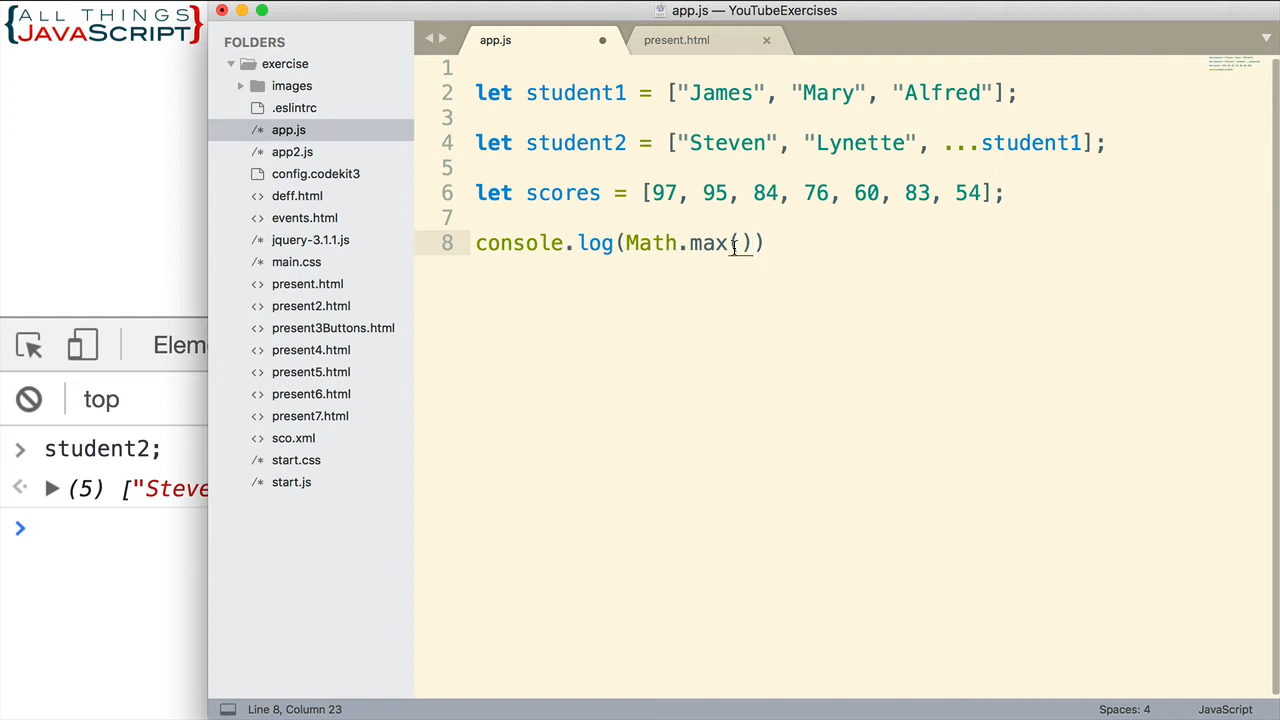 ALL THINGS
JAVASCRIPT
app.js — YouTubeExercises
FOLDERS
exercise
images
.eslintrc
/* app.js
/* app2.js
config.codekit3
<> deff.html
<> events.html
/* jquery-3.1.1.js
/* main.css
<> present.html
<> present2.html
<> present3Buttons.html
<> present4.html
<> present5.html
<> present6.html
<> present7.html
<> sco.xml
/* start.css
/* start.js
app.js
present.html
1
2 let student1 = ["James", "Mary", "Alfred"];
3
4 let student2 = ["Steven", "Lynette", ...student1];
5
6 let scores = [97, 95, 84, 76, 60, 83, 54];
7
8 console.log(Math.max())
Elem
top
> student2;
(5) ["Steve
>
Line 8, Column 23
Spaces: 4
JavaScript